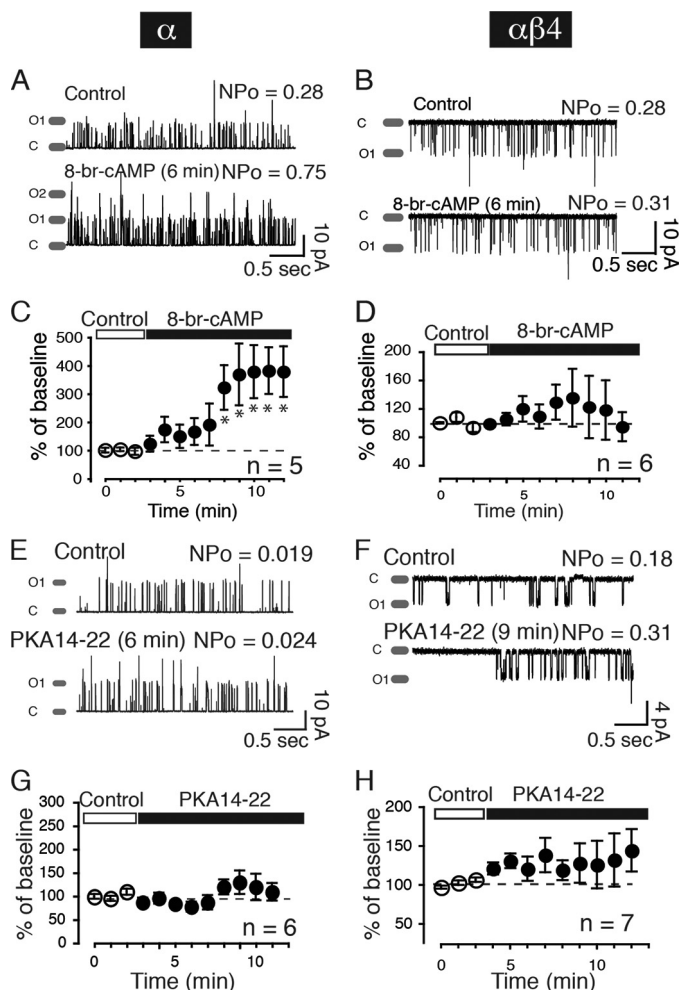 α
αβ4
A
Control
NPo = 0.28
O1
C
8-br-cAMP (6 min) NPo = 0.75
O2
O1
C
10 pA
0.5 sec
B
Control
NPo = 0.28
C
O1
8-br-cAMP (6 min)
NPo = 0.31
C
O1
10 pA
0.5 sec
C
Control
8-br-cAMP
% of baseline
500
400
300
200
100
0
* * * * *
n = 5
0 5 10
Time (min)
D
Control
8-br-cAMP
% of baseline
200
160
120
80
40
n = 6
0 5 10
Time (min)
E
Control
NPo = 0.019
O1
C
PKA14-22 (6 min) NPo = 0.024
O1
C
10 pA
0.5 sec
F
Control
NPo = 0.18
C
O1
PKA14-22 (9 min) NPo = 0.31
C
O1
4 pA
0.5 sec
G
Control
PKA14-22
% of baseline
300
250
200
150
100
50
0
n = 6
0 5 10
Time (min)
H
Control
PKA14-22
% of baseline
200
150
100
50
n = 7
0 5 10
Time (min)